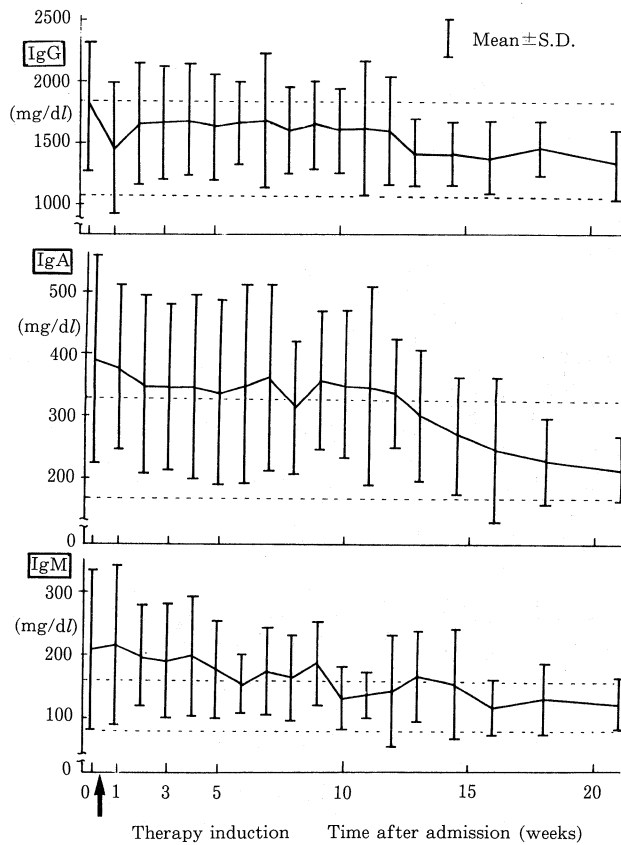 2500
IgG
Mean±S.D.
2000
(mg/dl)
1500
1000
IgA
500
(mg/dl)
400
300
200
0
IgM
300
(mg/dl)
200
100
0
0 1 3 5 10 15 20
Therapy induction Time after admission (weeks)